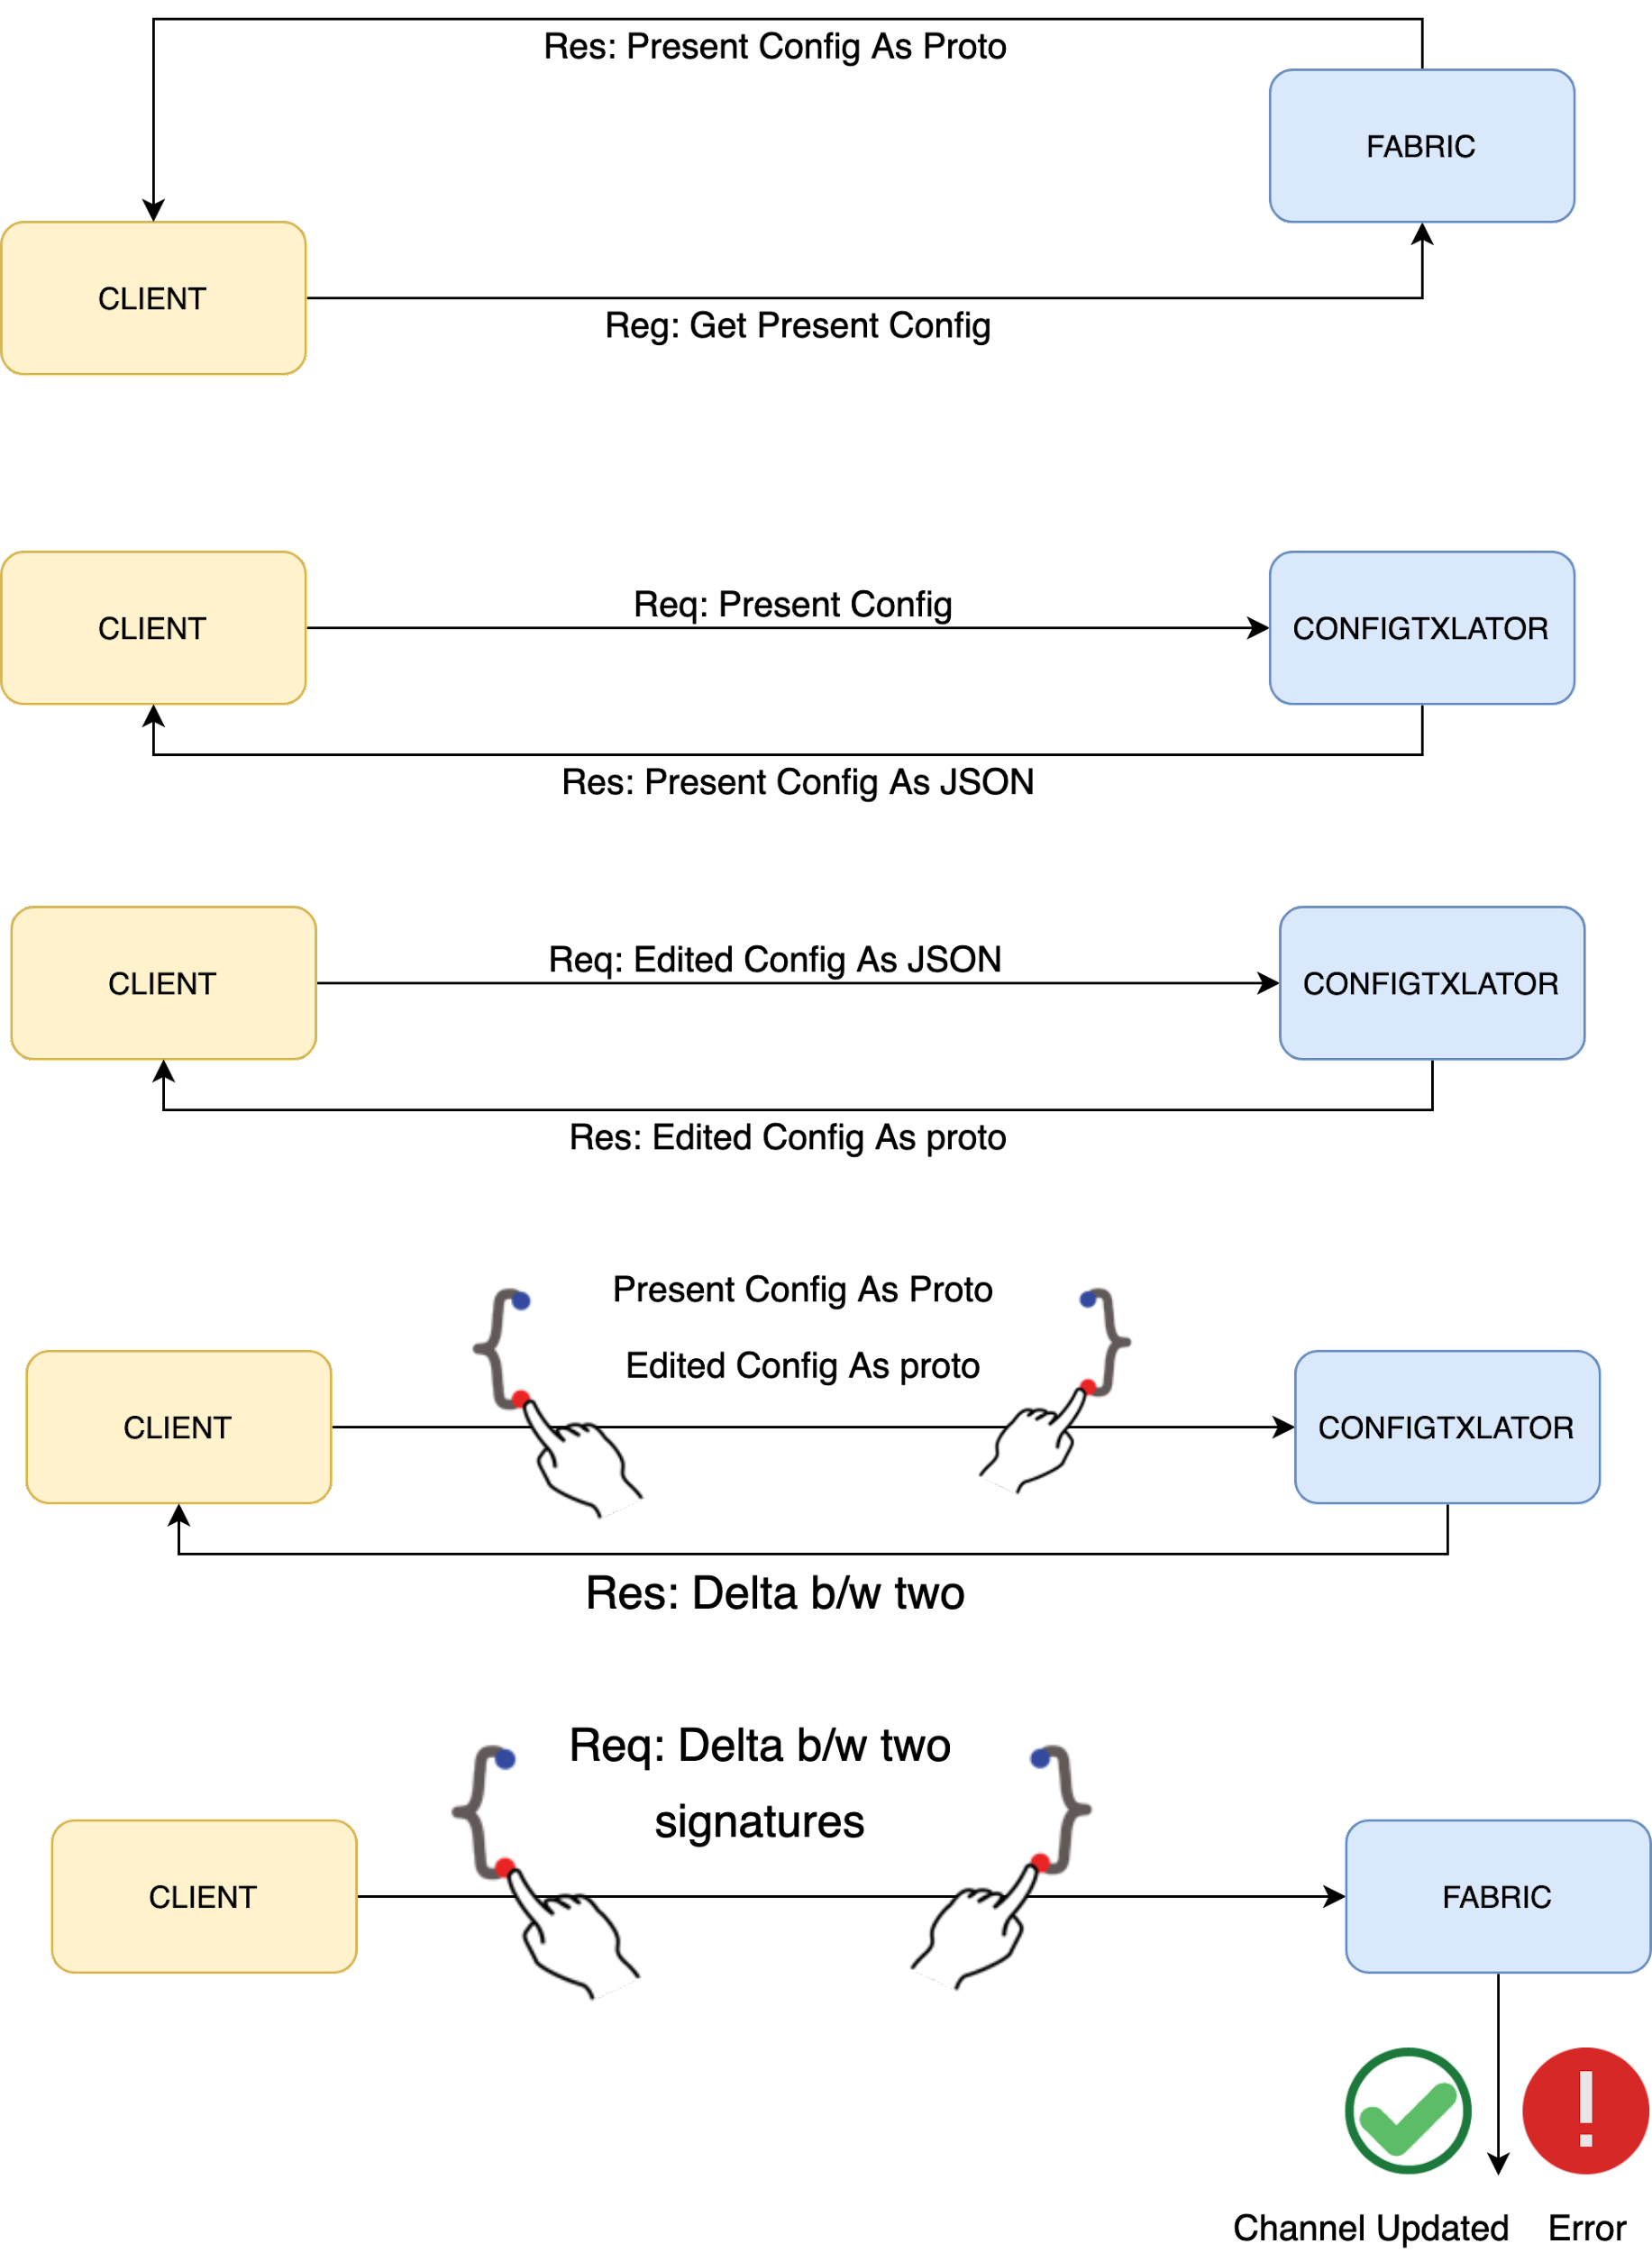 Res: Present Config As Proto
FABRIC
CLIENT
Reg: Get Present Config
Req: Present Config
CLIENT
CONFIGTXLATOR
Res: Present Config As JSON
Req: Edited Config As JSON
CLIENT
CONFIGTXLATOR
Res: Edited Config As proto
Present Config As Proto
Edited Config As proto
CLIENT
CONFIGTXLATOR
Res: Delta b/w two
Req: Delta b/w two
signatures
CLIENT
FABRIC
Channel Updated
Error